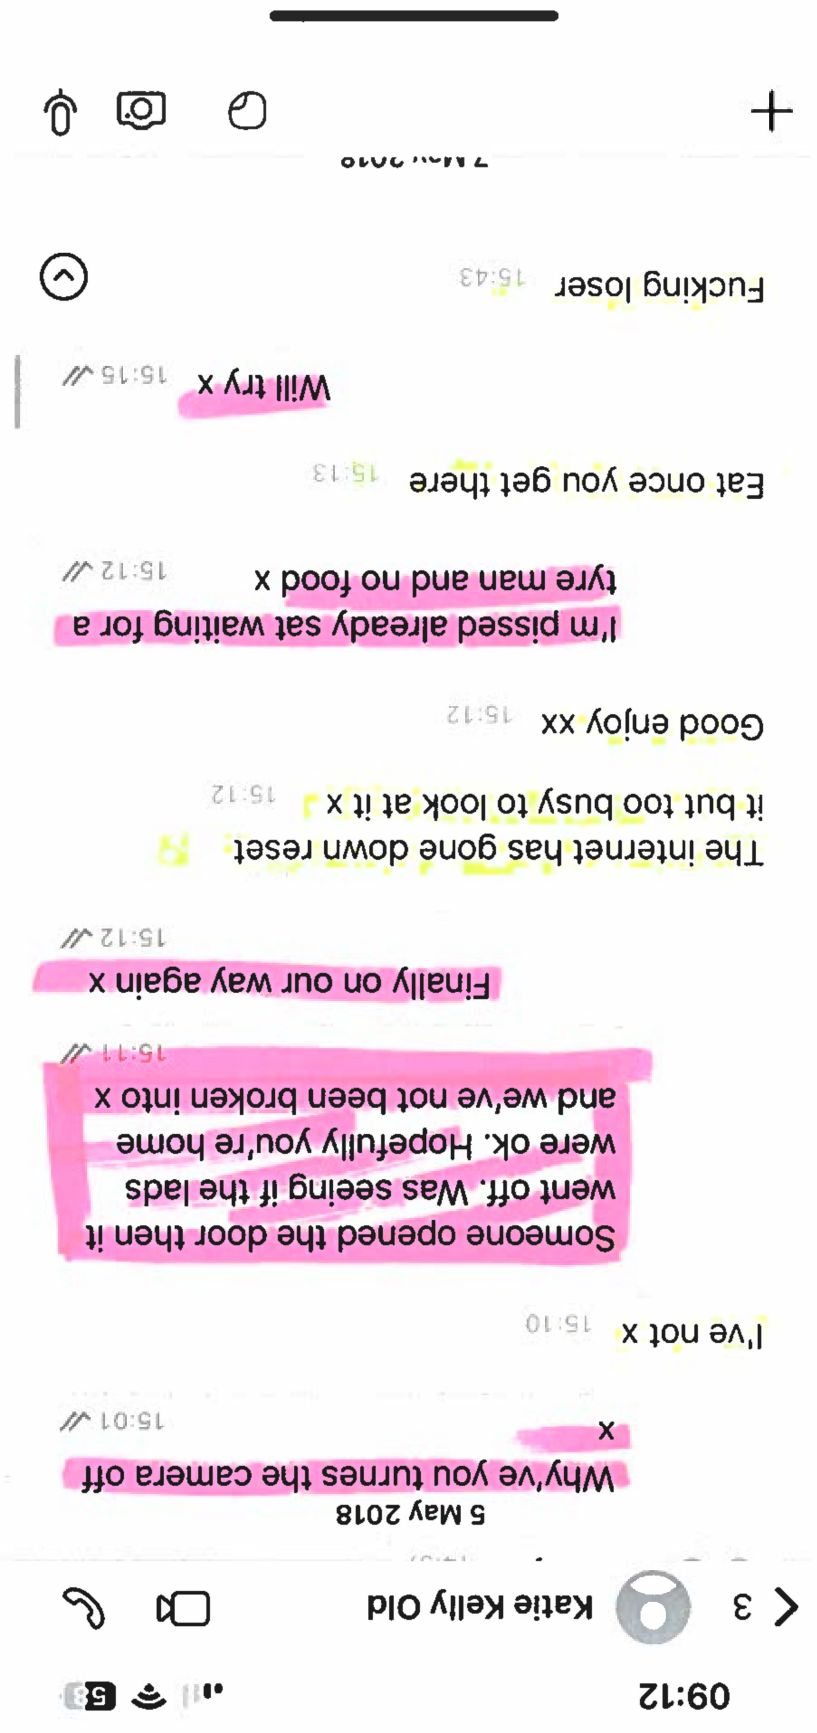 09:12
58
3
Katie Kelly Old
5 May 2018
Why've you turnes the camera off
x
15:01
I've not x 15:10
Someone opened the door then it
went off. Was seeing if the lads
were ok. Hopefully you're home
and we've not been broken into x
15:11
Finally on our way again x
15:12
The internet has gone down reset
it but too busy to look at it x 15:12
Good enjoy xx 15:12
I'm pissed already sat waiting for a
tyre man and no food x 15:12
Eat once you get there 15:13
Will try x 15:15
Fucking loser 15:43
7 May 2018